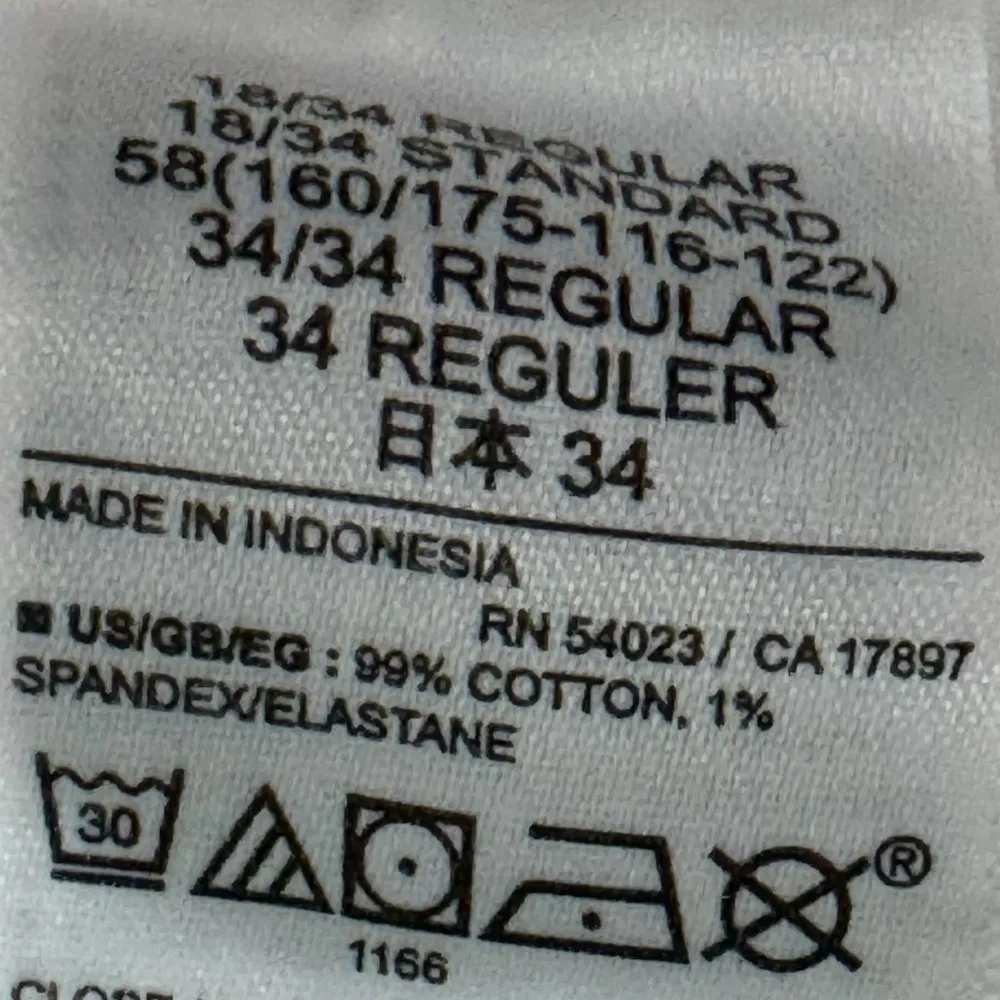 18/34 REGULAR
18/34 STANDARD
58(160/175-116-122)
34/34 REGULAR
34 REGULER
日本 34
MADE IN INDONESIA
RN 54023 / CA 17897
US/GB/EG : 99% COTTON, 1%
SPANDEX/ELASTANE
30
®
1166